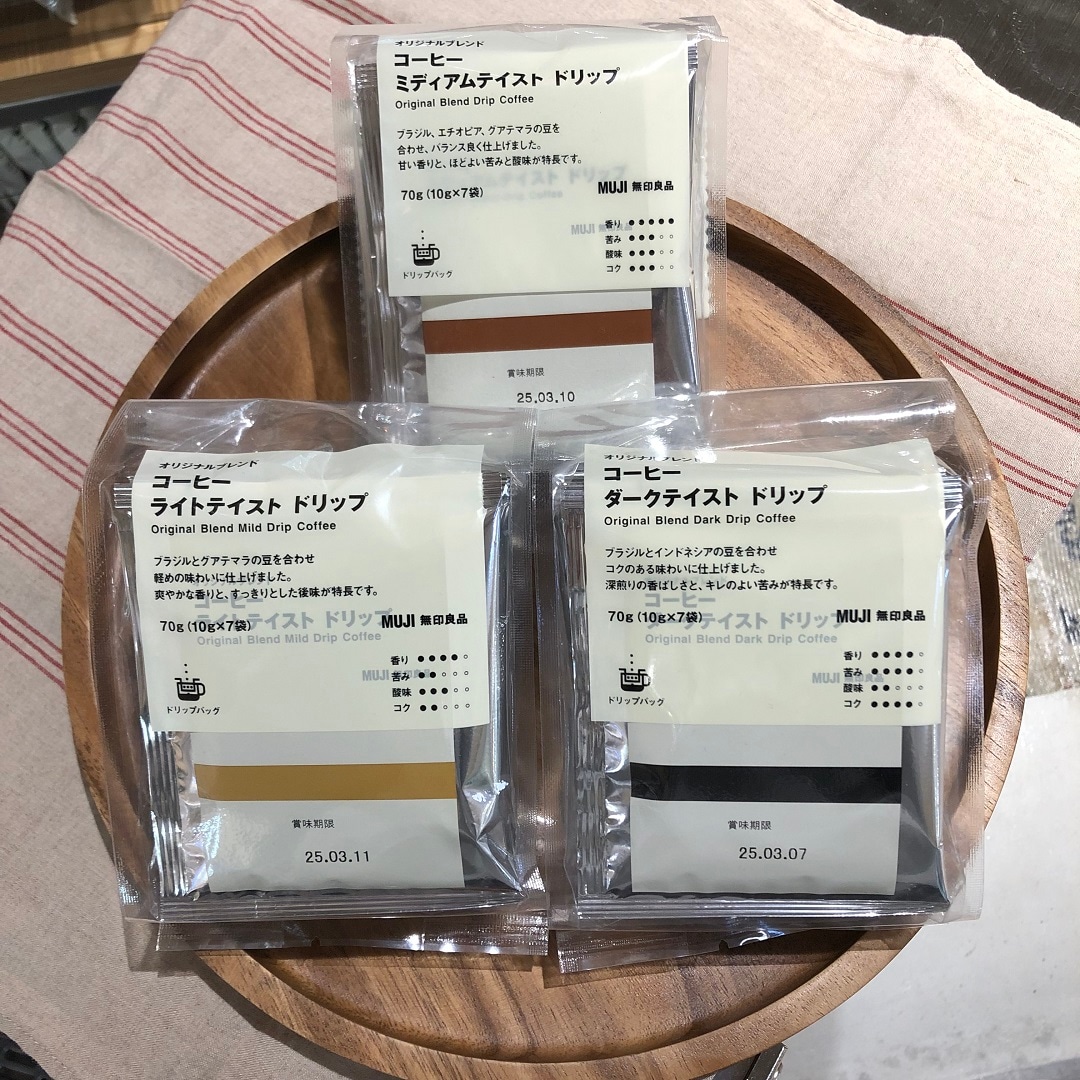 オリジナルブレンド
コーヒー
ミディアムテイスト ドリップ
Original Blend Drip Coffee
ブラジル、エチオピア、グアテマラの豆を
合わせ、バランス良く仕上げました。
甘い香りと、ほどよい苦みと酸味が特長です。
70g（10g×7袋）
MUJI 無印良品
香り ●●●●●
苦み ●●●○○
酸味 ●●●○○
コク ●●●○○
ドリップバッグ
賞味期限
25.03.10
オリジナルブレンド
コーヒー
ライトテイスト ドリップ
Original Blend Mild Drip Coffee
ブラジルとグアテマラの豆を合わせ
軽めの味わいに仕上げました。
爽やかな香りと、すっきりとした後味が特長です。
70g（10g×7袋）
MUJI 無印良品
香り ●●●●○
苦み ●●○○○
酸味 ●●●○○
コク ●●○○○
ドリップバッグ
賞味期限
25.03.11
オリジナルブレンド
コーヒー
ダークテイスト ドリップ
Original Blend Dark Drip Coffee
ブラジルとインドネシアの豆を合わせ
コクのある味わいに仕上げました。
深煎りの香ばしさと、キレのよい苦みが特長です。
70g（10g×7袋）
MUJI 無印良品
香り ●●●●○
苦み ●●●●○
酸味 ●●○○○
コク ●●●●○
ドリップバッグ
賞味期限
25.03.07